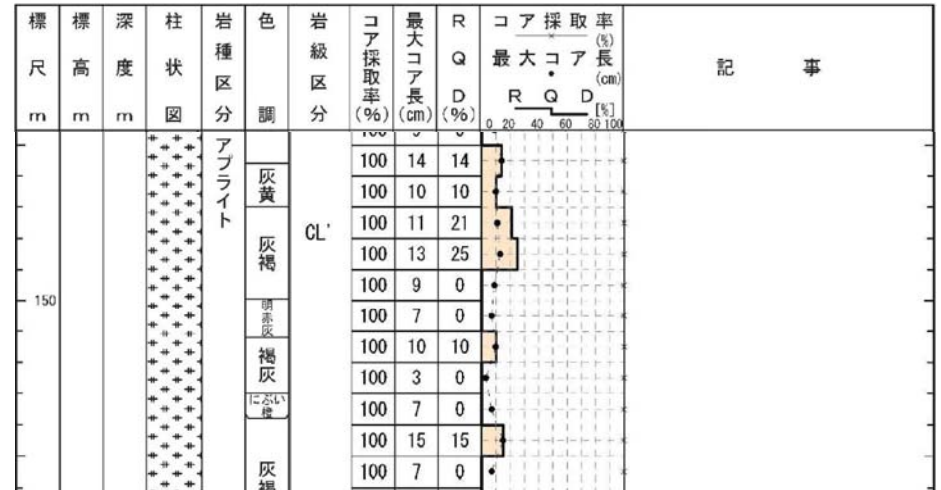 標尺m 標高m 深度m 柱状図 岩種区分 色調 岩級区分 コア採取率(%) 最大コア長(cm) RQD(%) コア採取率(%) 最大コア長(cm) RQD[%] 記事
0 20 40 60 80 100
アプライト
100 14 14
灰黄
100 10 10
100 11 21
CL'
灰褐
100 13 25
100 9 0
150
明赤灰
100 7 0
100 10 10
褐灰
100 3 0
にぶい橙
100 7 0
100 15 15
灰褐
100 7 0